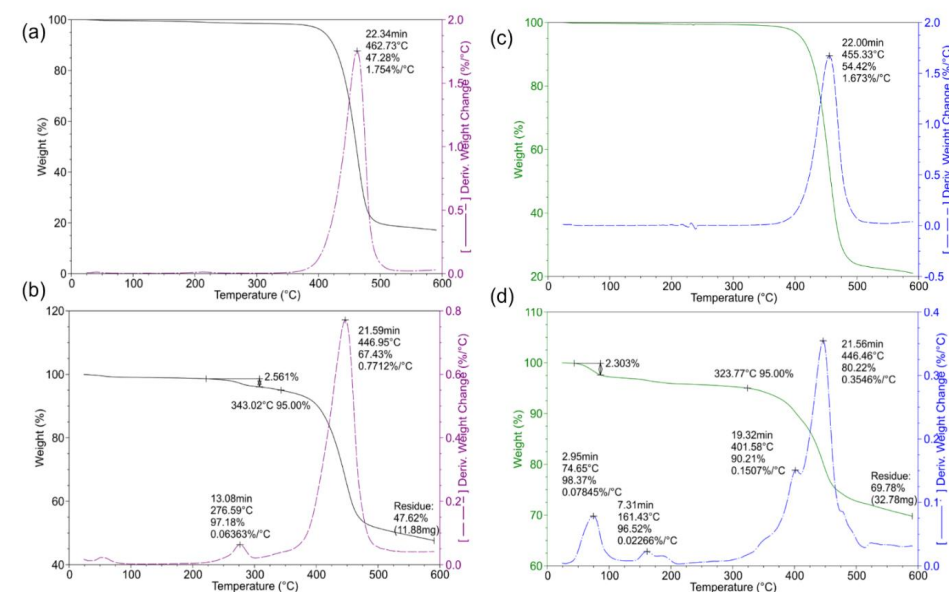 (a)
100
80
60
40
20
0
Weight (%)
22.34min
462.73°C
47.28%
1.754%/°C
2.0
1.5
1.0
0.5
0.0
[ ——–– ] Deriv. Weight Change (%/°C)
0 100 200 300 400 500 600
Temperature (°C)
(c)
100
80
60
40
20
Weight (%)
22.00min
455.33°C
54.42%
1.673%/°C
2.0
1.5
1.0
0.5
0.0
-0.5
[ — — – ] Deriv. Weight Change (%/°C)
0 100 200 300 400 500 600
Temperature (°C)
(b)
120
100
80
60
40
Weight (%)
2.561%
343.02°C 95.00%
21.59min
446.95°C
67.43%
0.7712%/°C
13.08min
276.59°C
97.18%
0.06363%/°C
Residue:
47.62%
(11.88mg)
0.8
0.6
0.4
0.2
0.0
[ ——–– ] Deriv. Weight Change (%/°C)
0 100 200 300 400 500 600
Temperature (°C)
(d)
110
100
90
80
70
60
Weight (%)
2.303%
323.77°C 95.00%
21.56min
446.46°C
80.22%
0.3546%/°C
2.95min
74.65°C
98.37%
0.07845%/°C
7.31min
161.43°C
96.52%
0.02266%/°C
19.32min
401.58°C
90.21%
0.1507%/°C
Residue:
69.78%
(32.78mg)
0.4
0.3
0.2
0.1
0.0
[ —— – ] Deriv. Weight Change (%/°C)
0 100 200 300 400 500 600
Temperature (°C)